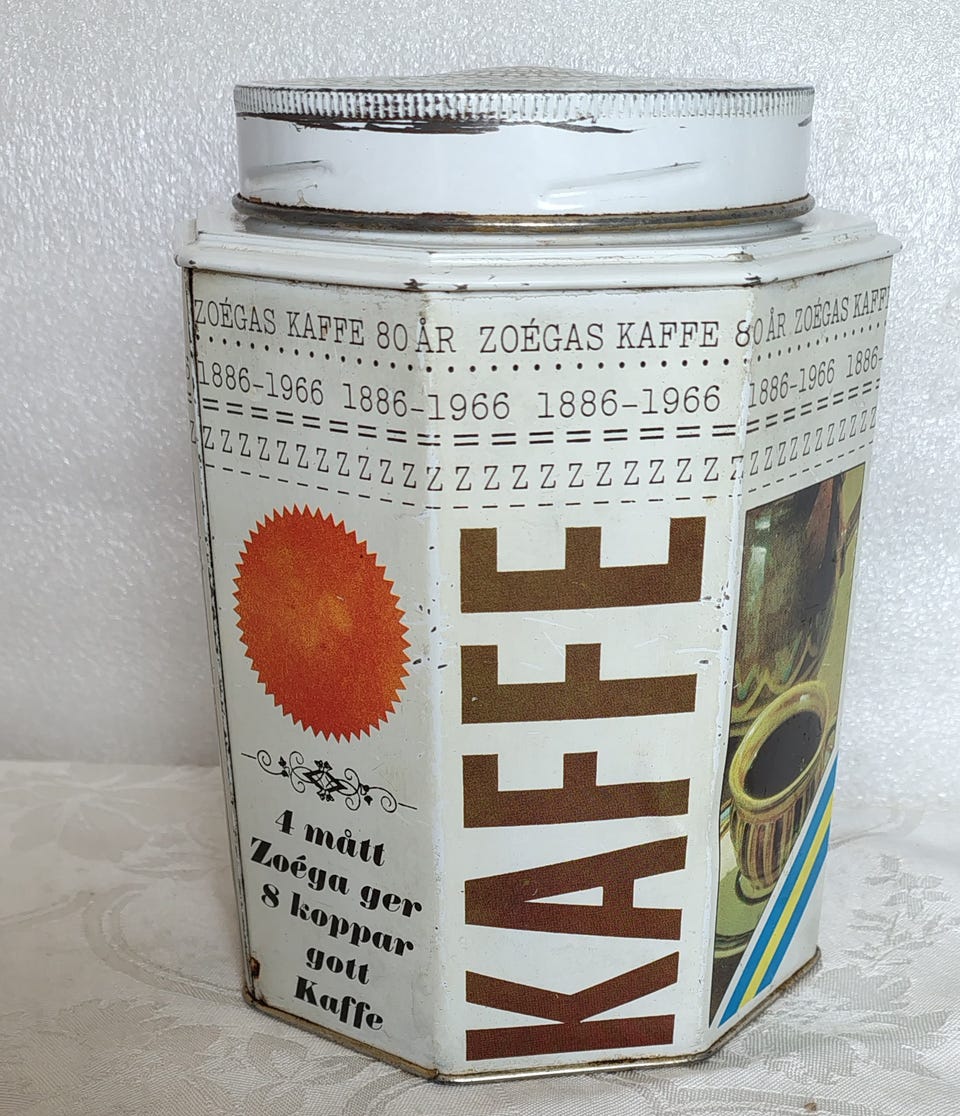 ZOÉGAS KAFFE 80 ÅR ZOÉGAS KAFFE 80 ÅR ZOÉGAS KAFFE
1886-1966 1886-1966 1886-1966 1886-1966 1886-
ZZZZZZZZZZZZZZZZZZZZZZZZZZZZZZZZZZZ
4 mått
Zoéga ger
8 koppar
gott
Kaffe
KAFFE